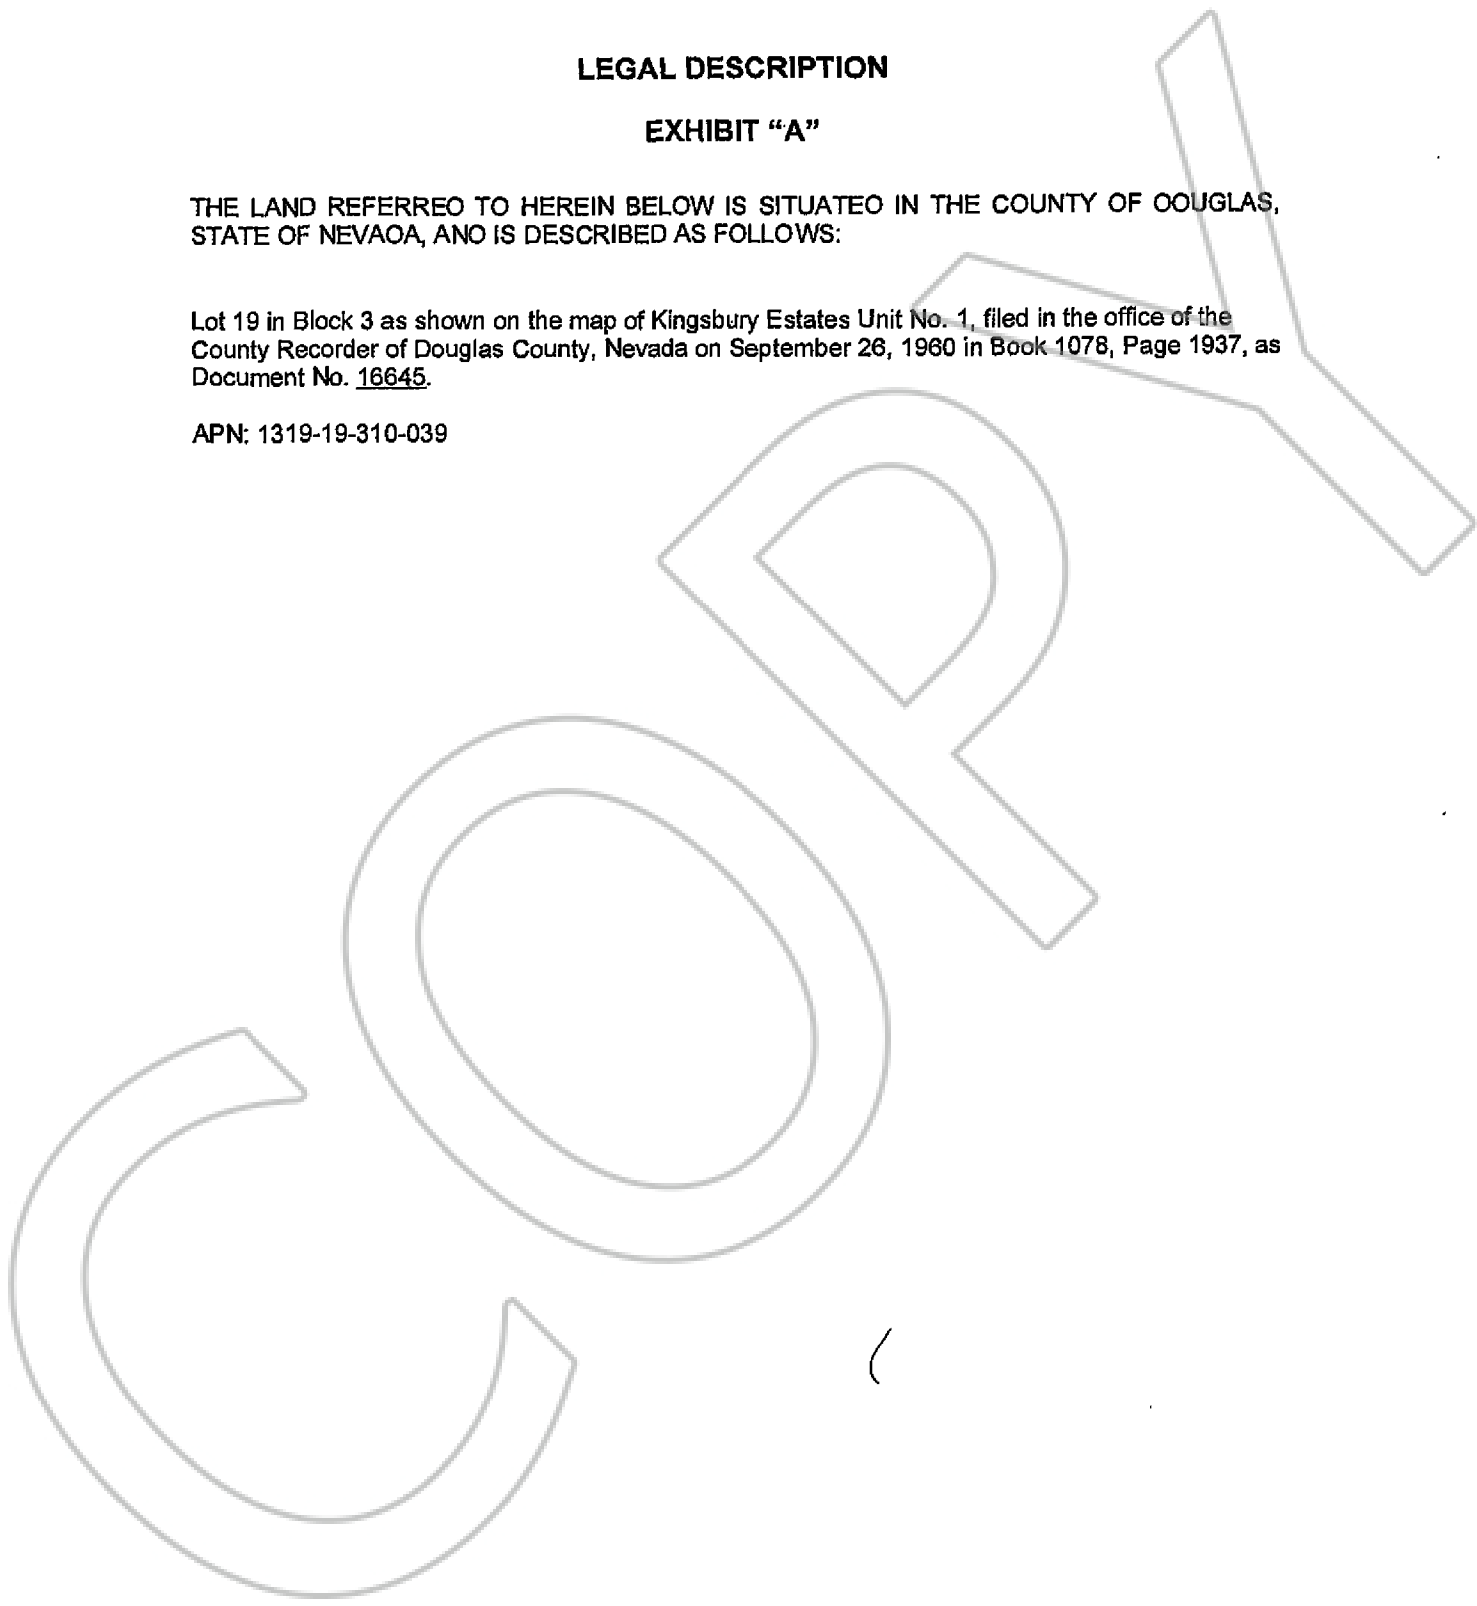 LEGAL DESCRIPTION
EXHIBIT “A”
THE LAND REFERREO TO HEREIN BELOW IS SITUATEO IN THE COUNTY OF OOUGLAS,
STATE OF NEVAOA, ANO IS DESCRIBED AS FOLLOWS:
Lot 19 in Block 3 as shown on the map of Kingsbury Estates Unit No. 1, filed in the office of the
County Recorder of Douglas County, Nevada on September 26, 1960 in Book 1078, Page 1937, as
Document No. 16645.
APN: 1319-19-310-039
COPY